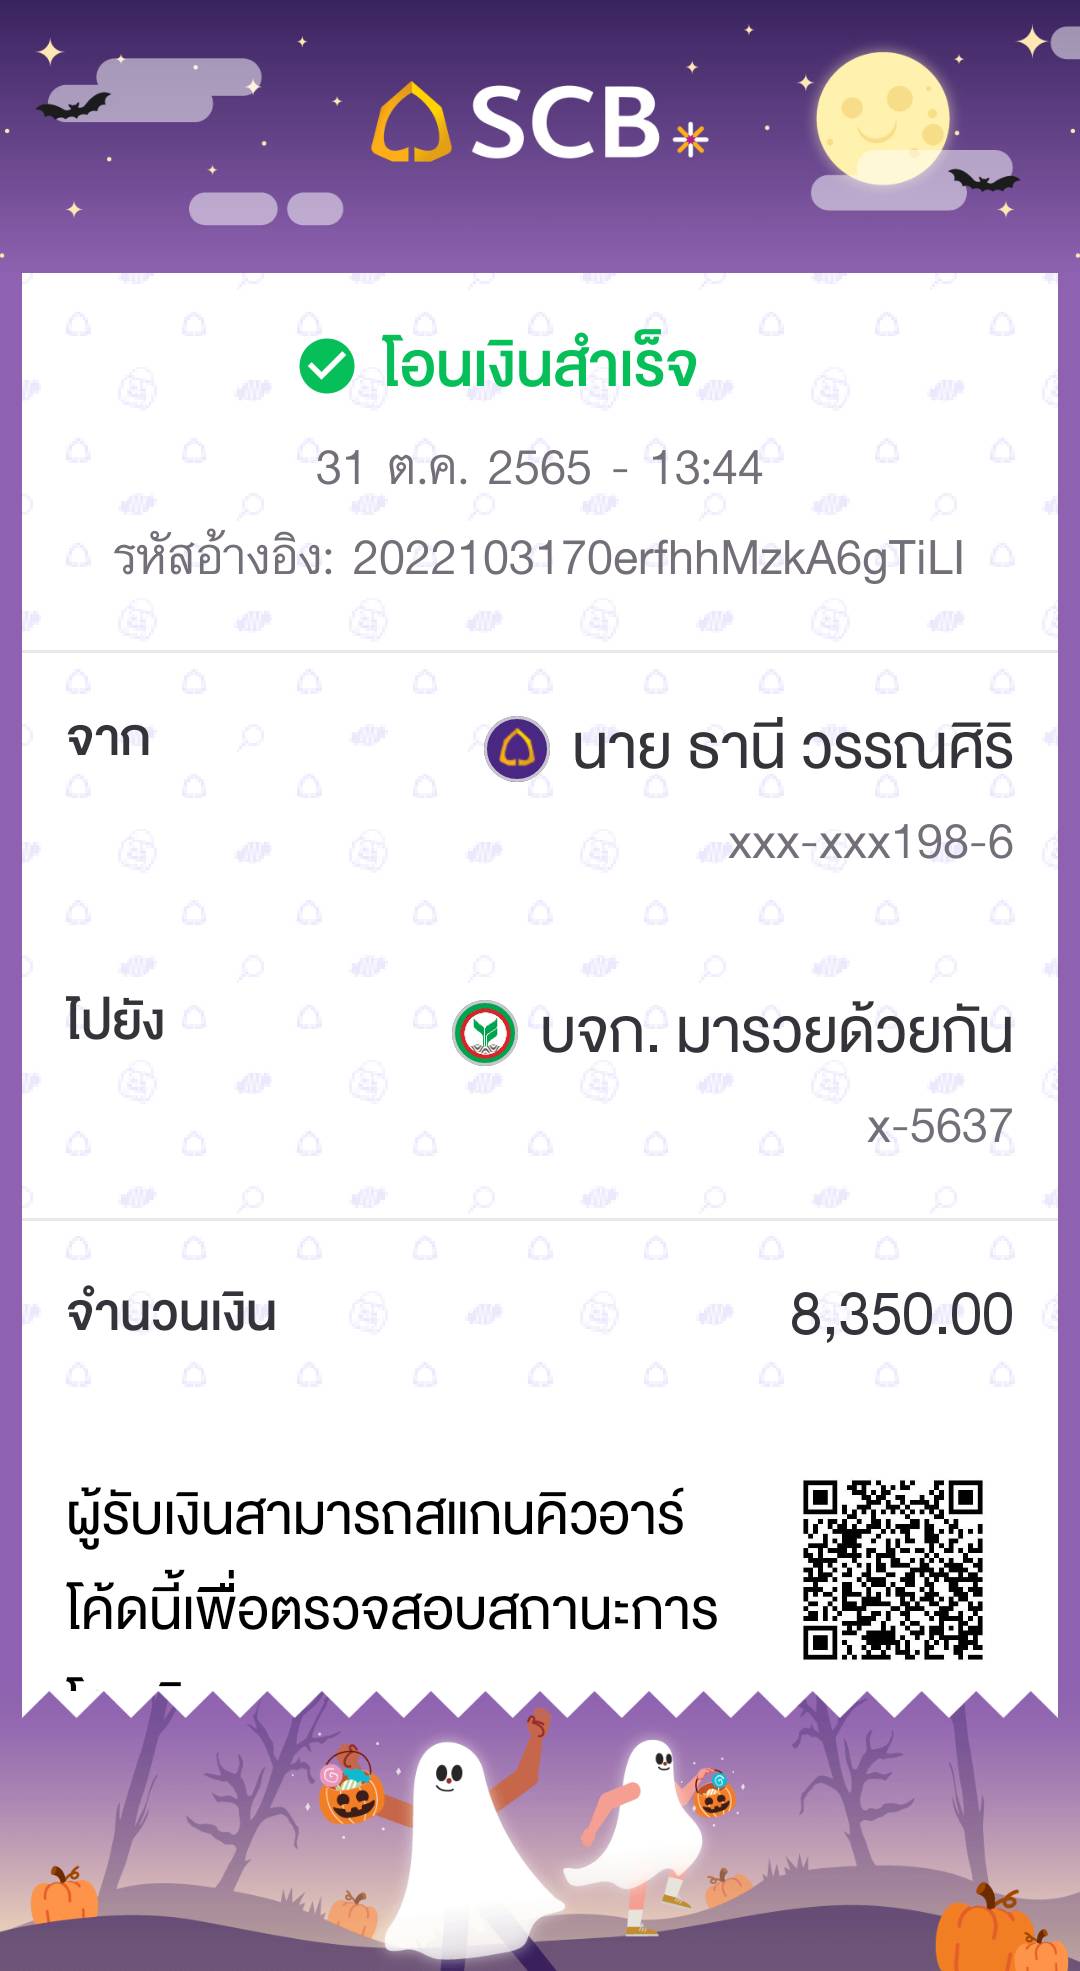 SCB
โอนเงินสำเร็จ
31 ต.ค. 2565 - 13:44
รหัสอ้างอิง: 2022103170erfhhMzkA6gTiLI
จาก
นาย ธานี วรรณศิริ
xxx-xxx198-6
ไปยัง
บจก. มารวยด้วยกัน
x-5637
จำนวนเงิน
8,350.00
ผู้รับเงินสามารถสแกนคิวอาร์
โค้ดนี้เพื่อตรวจสอบสถานะการ